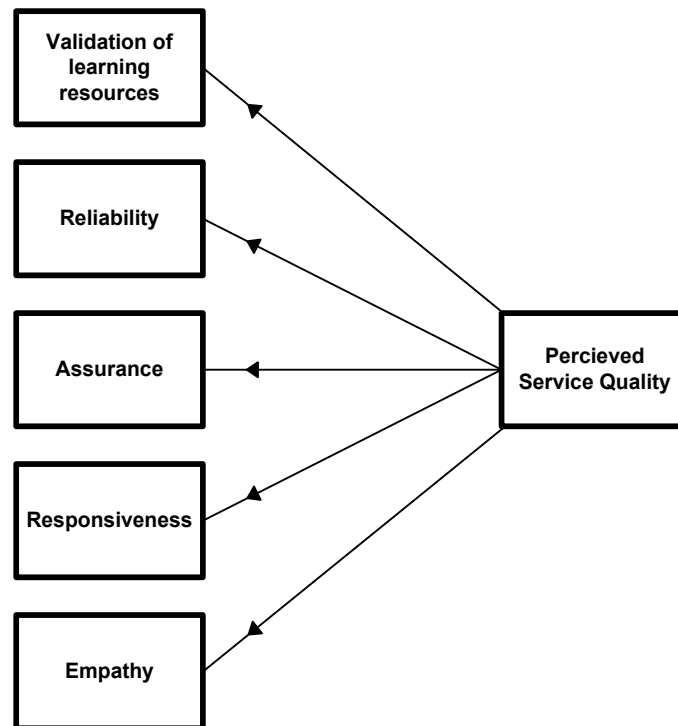 Validation of
learning
resources
Reliability
Assurance
Responsiveness
Empathy
Percieved
Service Quality